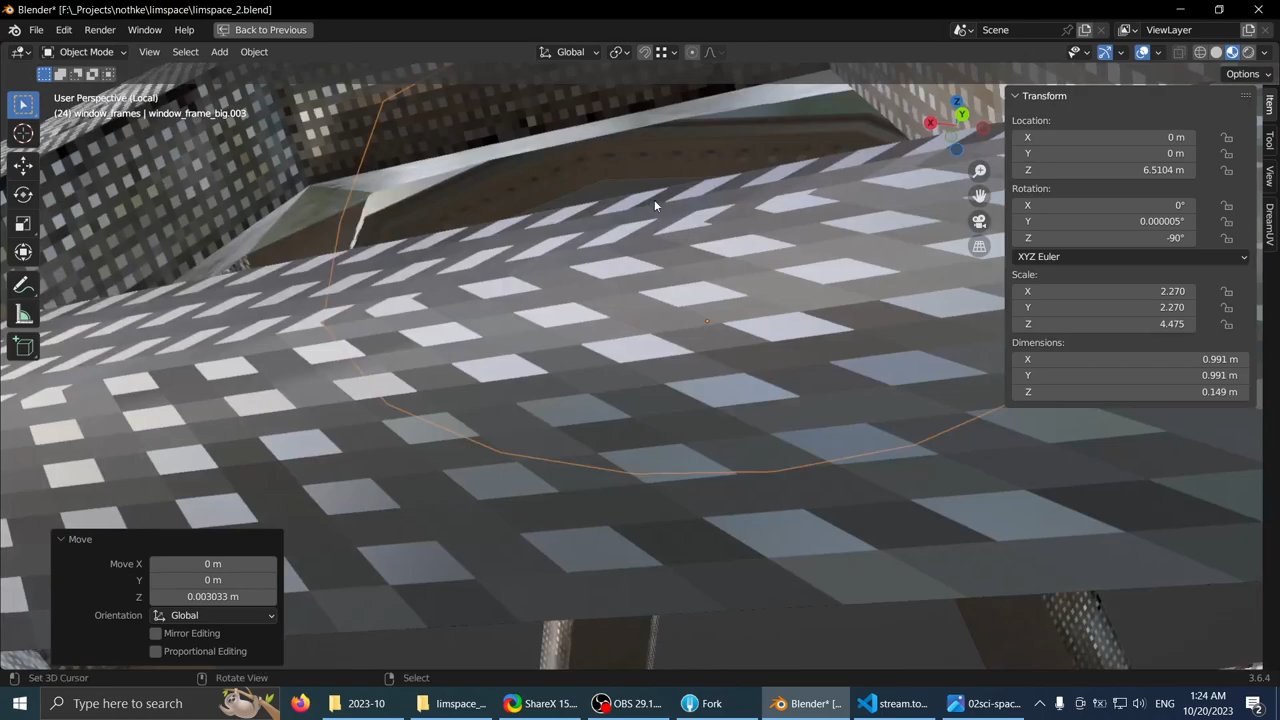 Blender* [F:\_Projects\nothke\limspace\limspace_2.blend]
File Edit Render Window Help Back to Previous Scene ViewLayer
Object Mode View Select Add Object Global
Options
User Perspective (Local)
(24) window_frames | window_frame_big.003
X Y Z
Transform
Location:
X 0 m
Y 0 m
Z 6.5104 m
Rotation:
X 0°
Y 0.000005°
Z -90°
XYZ Euler
Scale:
X 2.270
Y 2.270
Z 4.475
Dimensions:
X 0.991 m
Y 0.991 m
Z 0.149 m
Item
Tool
View
DreamUV
Move
Move X 0 m
Y 0 m
Z 0.003033 m
Orientation Global
Mirror Editing
Proportional Editing
Set 3D Cursor Rotate View Select 3.6.4
Type here to search 2023-10 limspace_... ShareX 15.... OBS 29.1.... Fork Blender* [... stream.to... 02sci-spac... ENG 1:24 AM
10/20/2023 2